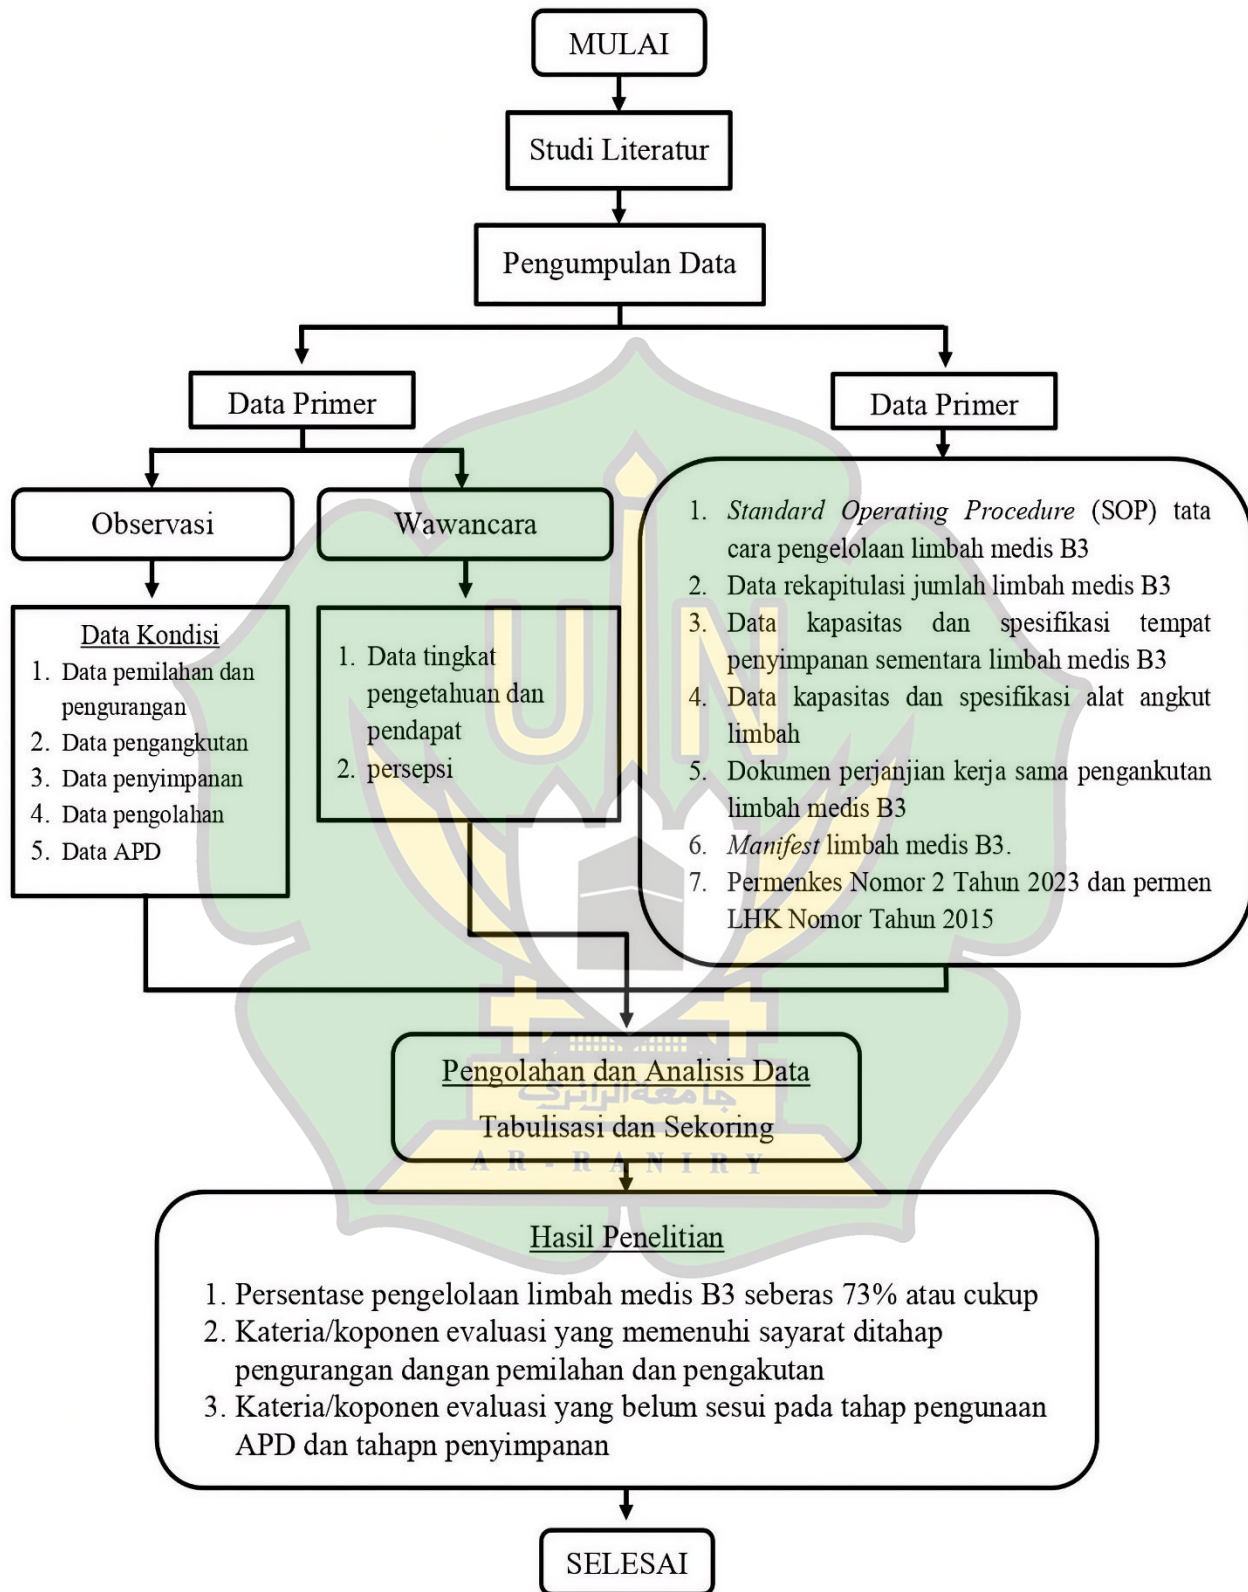 MULAI
Studi Literatur
Pengumpulan Data
Data Primer
Data Primer
Observasi
Wawancara
Data Kondisi
1. Data pemilahan dan
pengurangan
2. Data pengangkutan
3. Data penyimpanan
4. Data pengolahan
5. Data APD
1. Data tingkat
pengetahuan dan
pendapat
2. persepsi
1. Standard Operating Procedure (SOP) tata
cara pengelolaan limbah medis B3
2. Data rekapitulasi jumlah limbah medis B3
3. Data kapasitas dan spesifikasi tempat
penyimpanan sementara limbah medis B3
4. Data kapasitas dan spesifikasi alat angkut
limbah
5. Dokumen perjanjian kerja sama pengankutan
limbah medis B3
6. Manifest limbah medis B3.
7. Permenkes Nomor 2 Tahun 2023 dan permen
LHK Nomor Tahun 2015
UIN
Pengolahan dan Analisis Data
جامعة الرانري
Tabulisasi dan Sekoring
AR-RANIRY
Hasil Penelitian
1. Persentase pengelolaan limbah medis B3 seberas 73% atau cukup
2. Kateria/koponen evaluasi yang memenuhi sayarat ditahap
pengurangan dangan pemilahan dan pengakutan
3. Kateria/koponen evaluasi yang belum sesui pada tahap pengunaan
APD dan tahapn penyimpanan
SELESAI